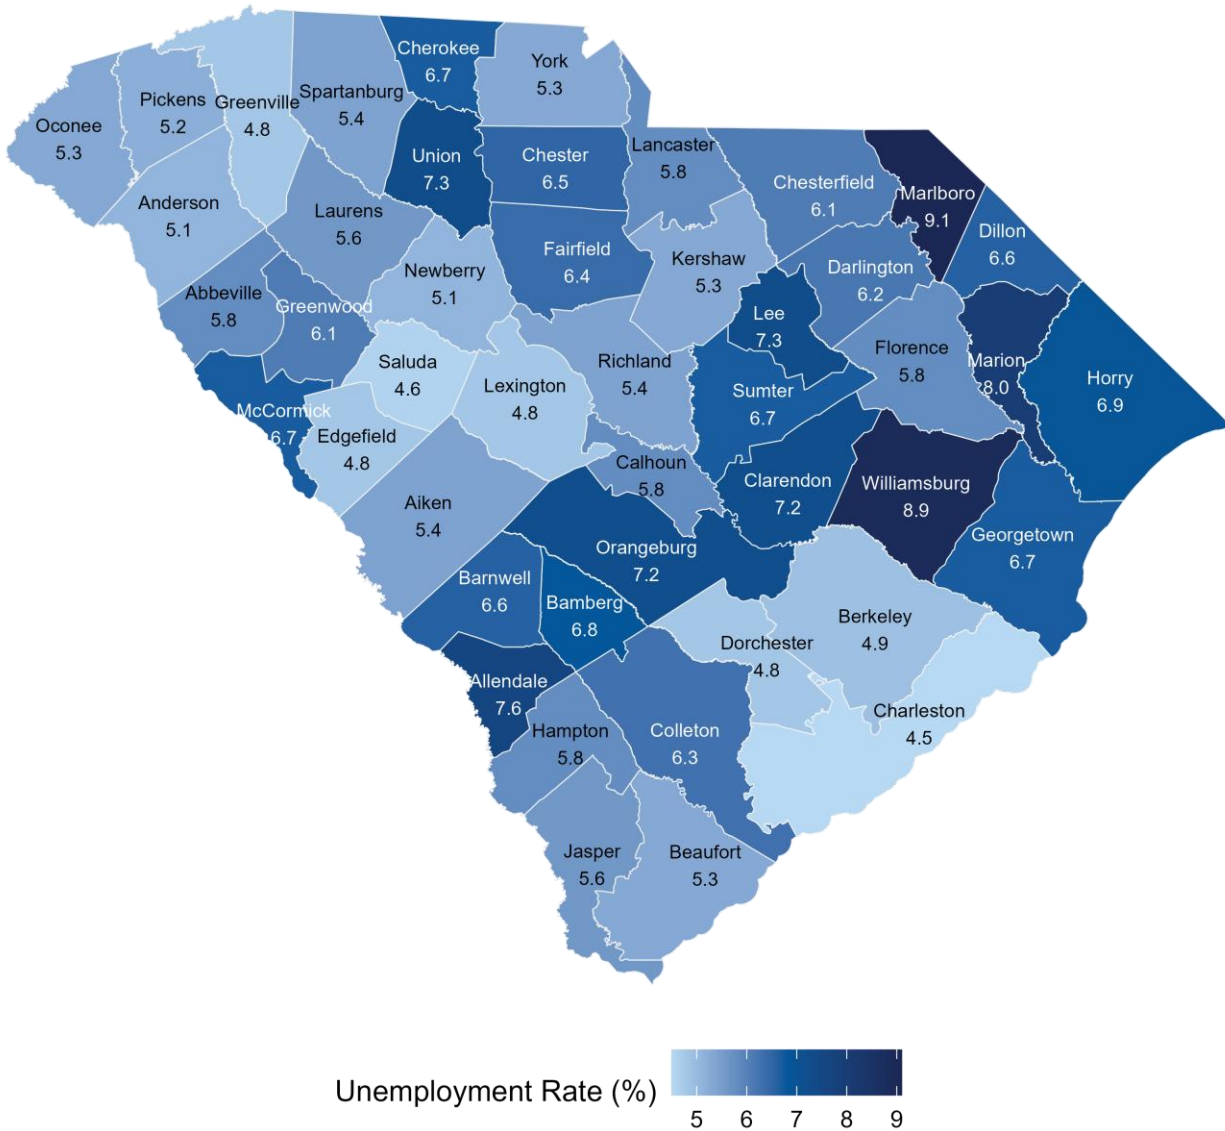 Cherokee
6.7
York
5.3
Pickens
5.2
Greenville
4.8
Spartanburg
5.4
Oconee
5.3
Union
7.3
Chester
6.5
Lancaster
5.8
Chesterfield
6.1
Marlboro
9.1
Anderson
5.1
Laurens
5.6
Dillon
6.6
Newberry
5.1
Fairfield
6.4
Kershaw
5.3
Darlington
6.2
Abbeville
5.8
Greenwood
6.1
Lee
7.3
Saluda
4.6
Lexington
4.8
Richland
5.4
Florence
5.8
Marion
8.0
Horry
6.9
Sumter
6.7
McCormick
6.7
Edgefield
4.8
Calhoun
5.8
Clarendon
7.2
Williamsburg
8.9
Aiken
5.4
Orangeburg
7.2
Georgetown
6.7
Barnwell
6.6
Bamberg
6.8
Berkeley
4.9
Dorchester
4.8
Allendale
7.6
Charleston
4.5
Hampton
5.8
Colleton
6.3
Jasper
5.6
Beaufort
5.3
Unemployment Rate (%)
5 6 7 8 9